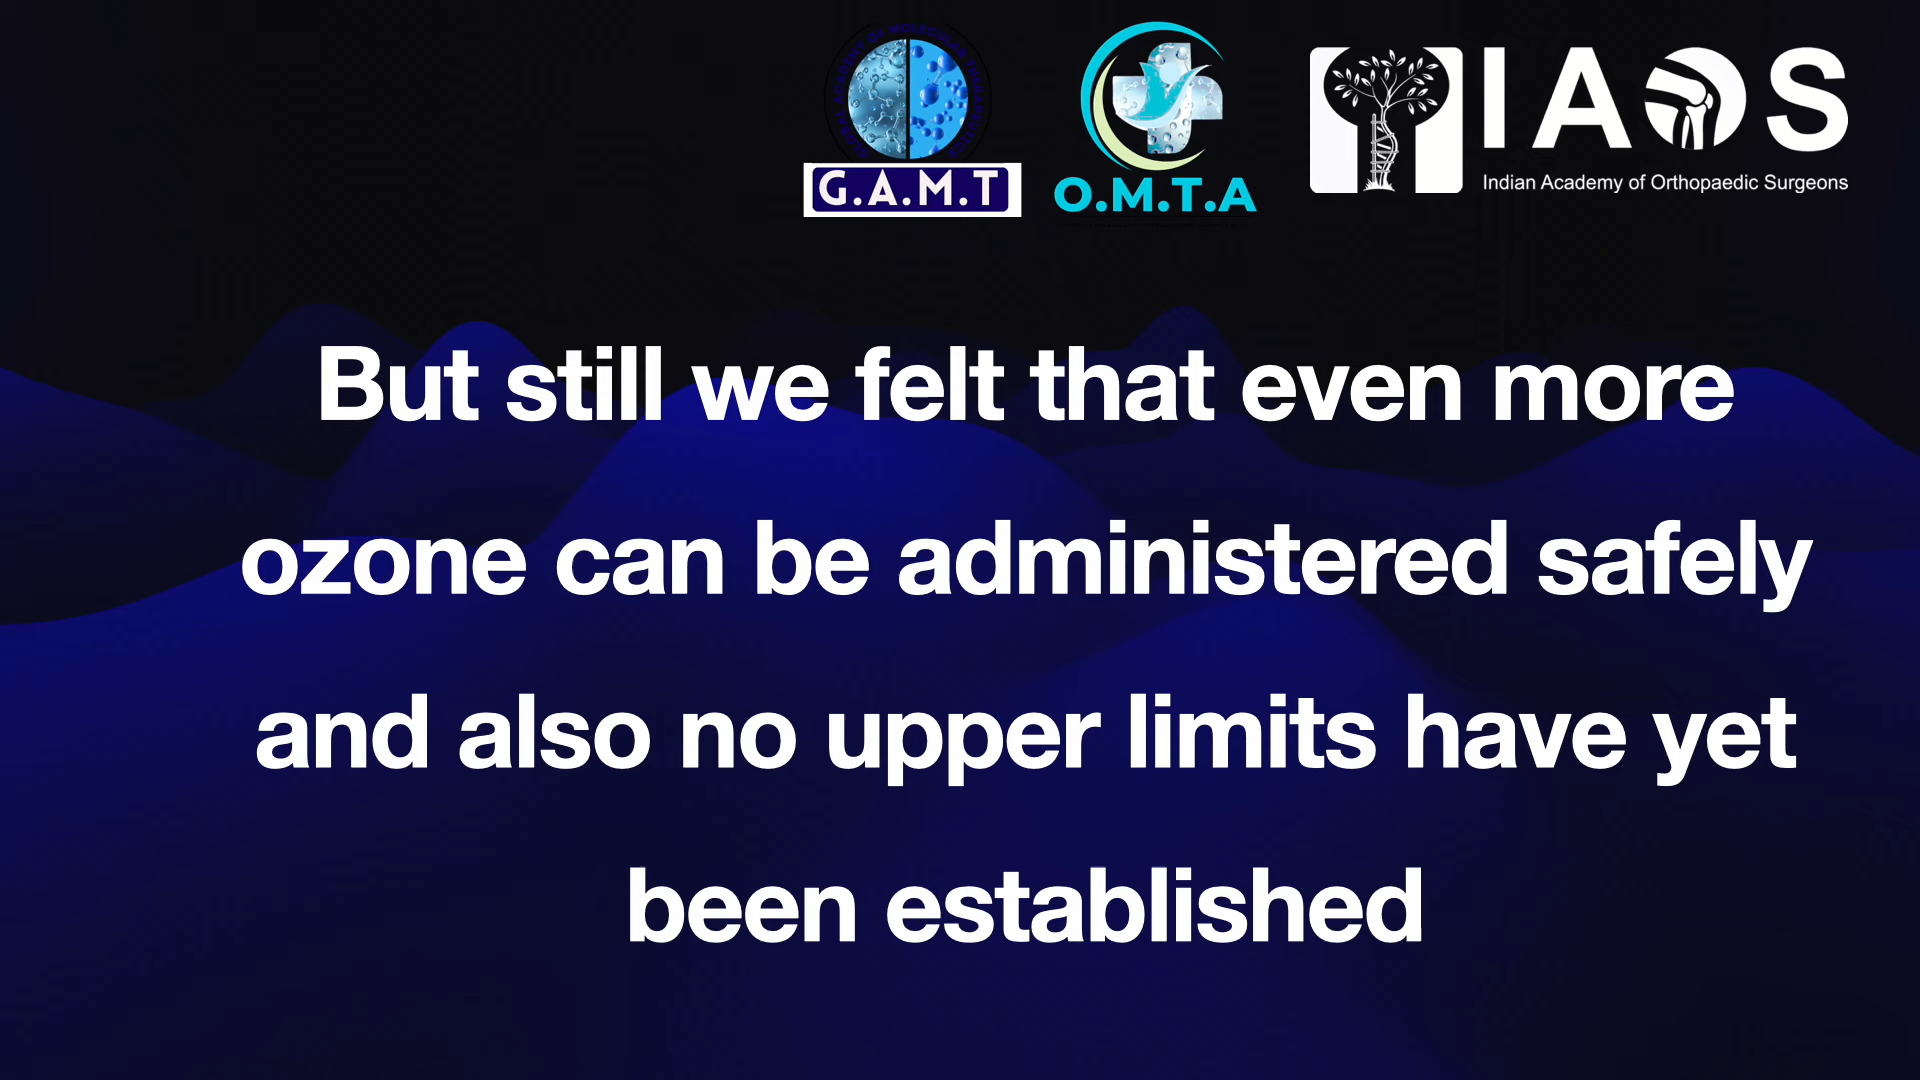 G.A.M.T
O.M.T.A
IAOS
Indian Academy of Orthopaedic Surgeons
But still we felt that even more
ozone can be administered safely
and also no upper limits have yet
been established